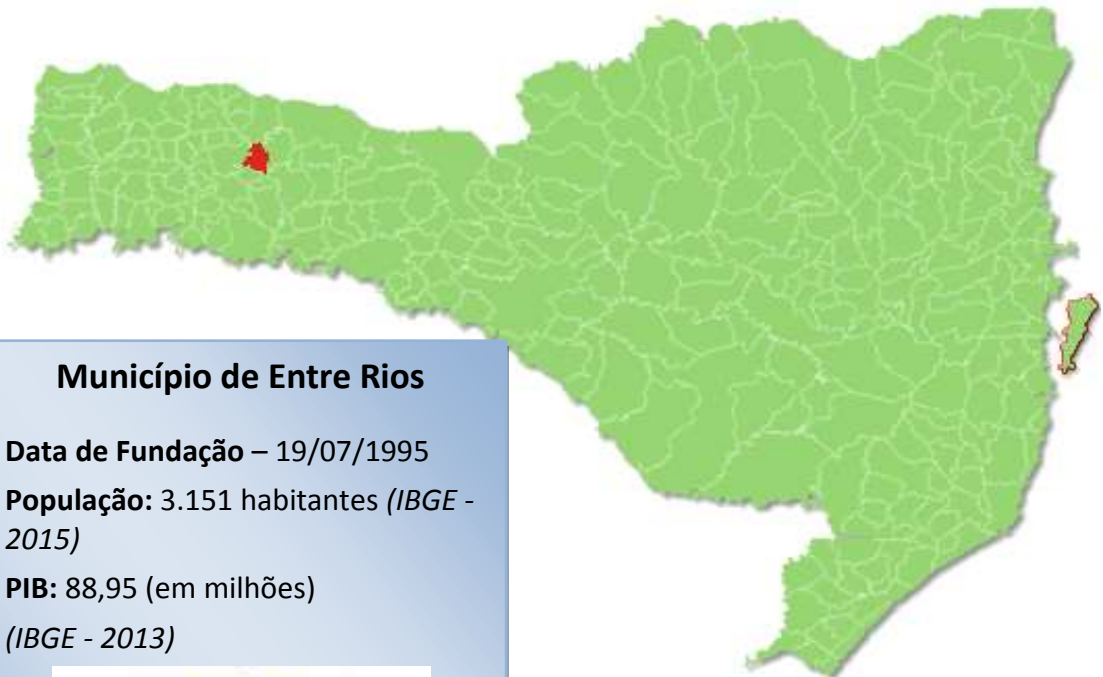 Município de Entre Rios
Data de Fundação – 19/07/1995
População: 3.151 habitantes (IBGE -
2015)
PIB: 88,95 (em milhões)
(IBGE - 2013)